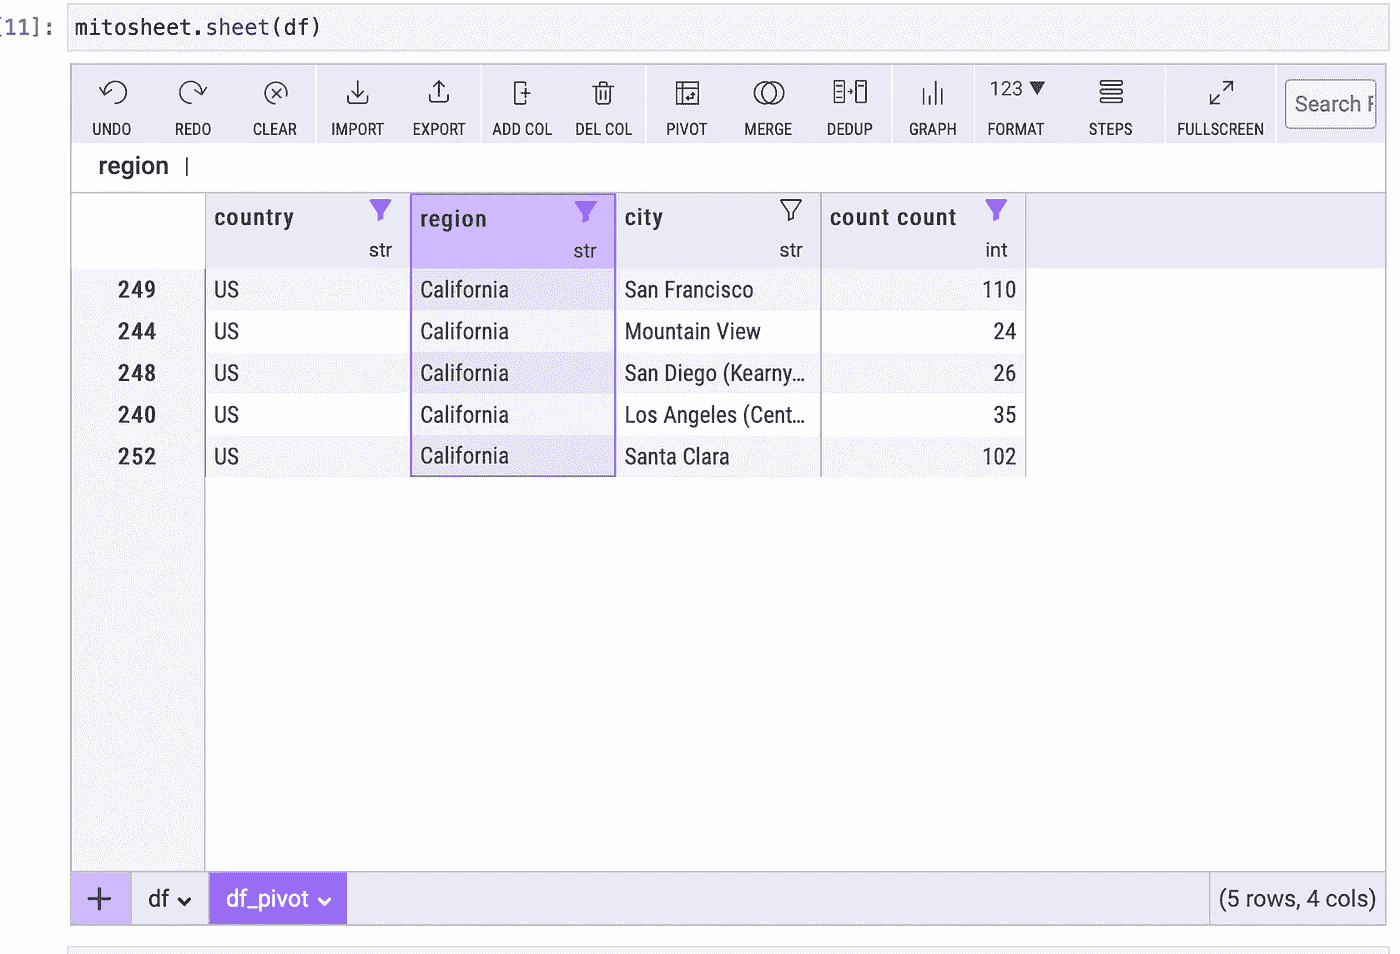 [11]: mitosheet.sheet(df)
UNDO REDO CLEAR IMPORT EXPORT ADD COL DEL COL PIVOT MERGE DEDUP GRAPH 123 FORMAT STEPS FULLSCREEN Search
region
country str region str city str count count int
249 US California San Francisco 110
244 US California Mountain View 24
248 US California San Diego (Kearny... 26
240 US California Los Angeles (Cent... 35
252 US California Santa Clara 102
+ df df_pivot (5 rows, 4 cols)